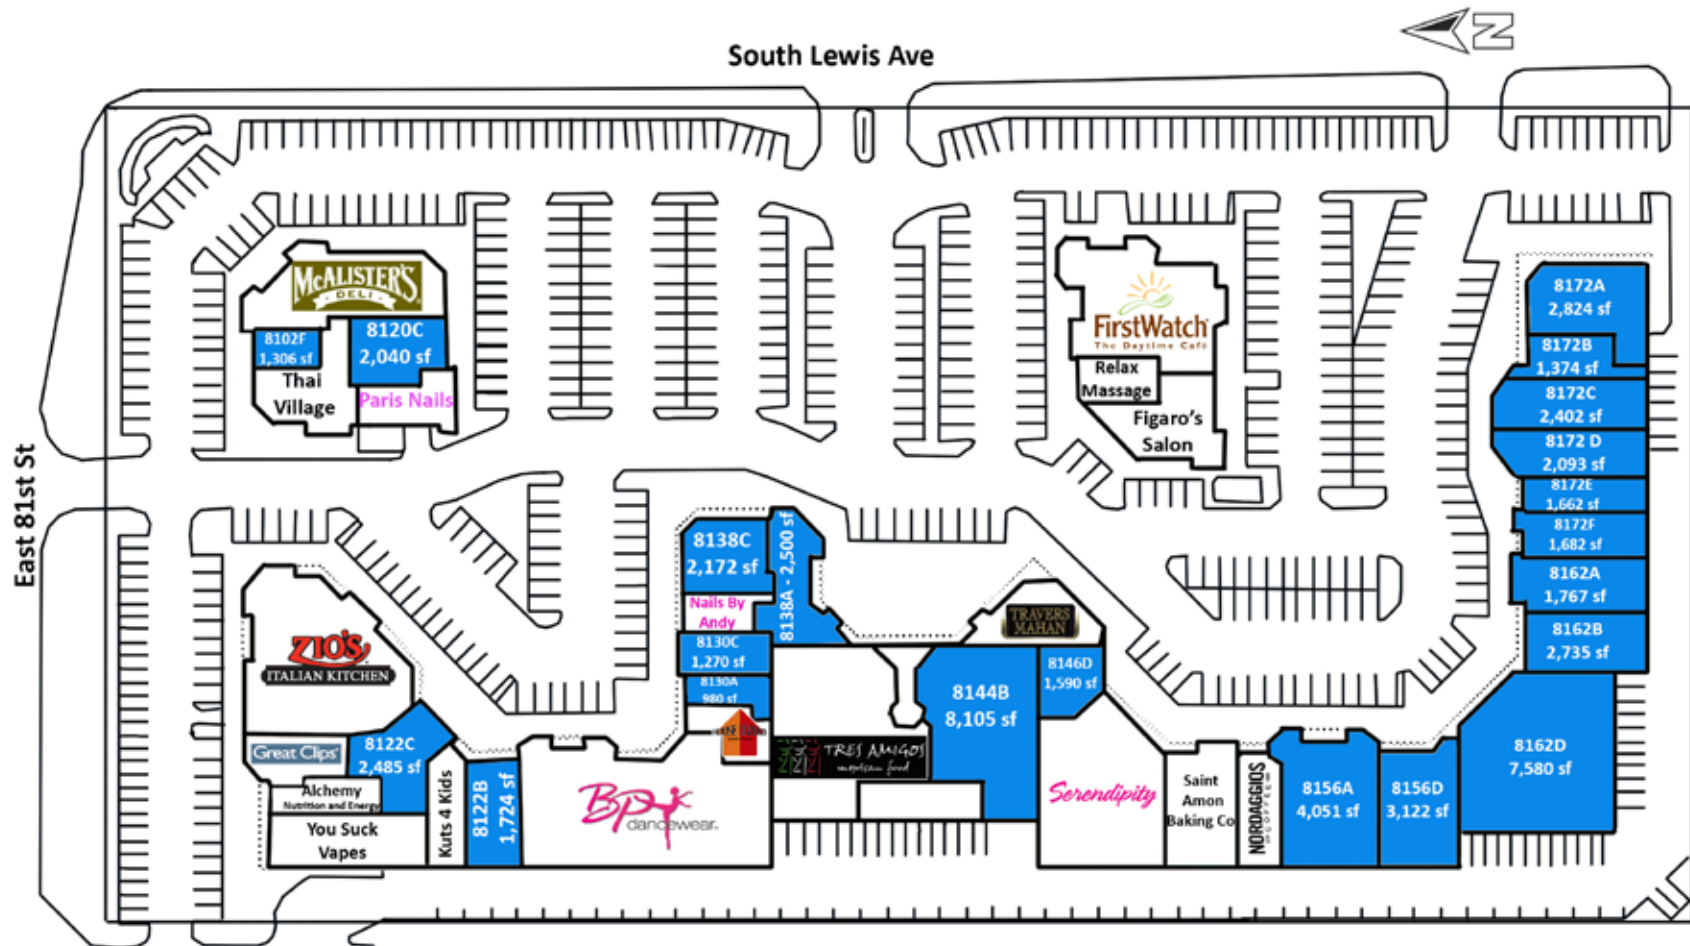 N
South Lewis Ave
East 81st St
McALISTER'S
DELI
8102F
1,306 sf
8120C
2,040 sf
Thai
Village
Paris Nails
FirstWatch
The Daytime Café
Relax
Massage
Figaro's
Salon
8172A
2,824 sf
8172B
1,374 sf
8172C
2,402 sf
8172 D
2,093 sf
8172E
1,662 sf
8172F
1,682 sf
8162A
1,767 sf
8162B
2,735 sf
8162D
7,580 sf
ZIO'S
ITALIAN KITCHEN
Great Clips
8122C
2,485 sf
Alchemy
Nutrition and Energy
You Suck
Vapes
Kuts 4 Kids
8122B
1,724 sf
BP
dancewear.
8138C
2,172 sf
8138A - 2,500 sf
Nails By
Andy
8130C
1,270 sf
8130A
980 sf
TRES AMIGOS
mexican food
8144B
8,105 sf
TRAVERS
MAHAN
8146D
1,590 sf
Serendipity
Saint
Amon
Baking Co
NORDAGGIOS
COFFEE
8156A
4,051 sf
8156D
3,122 sf